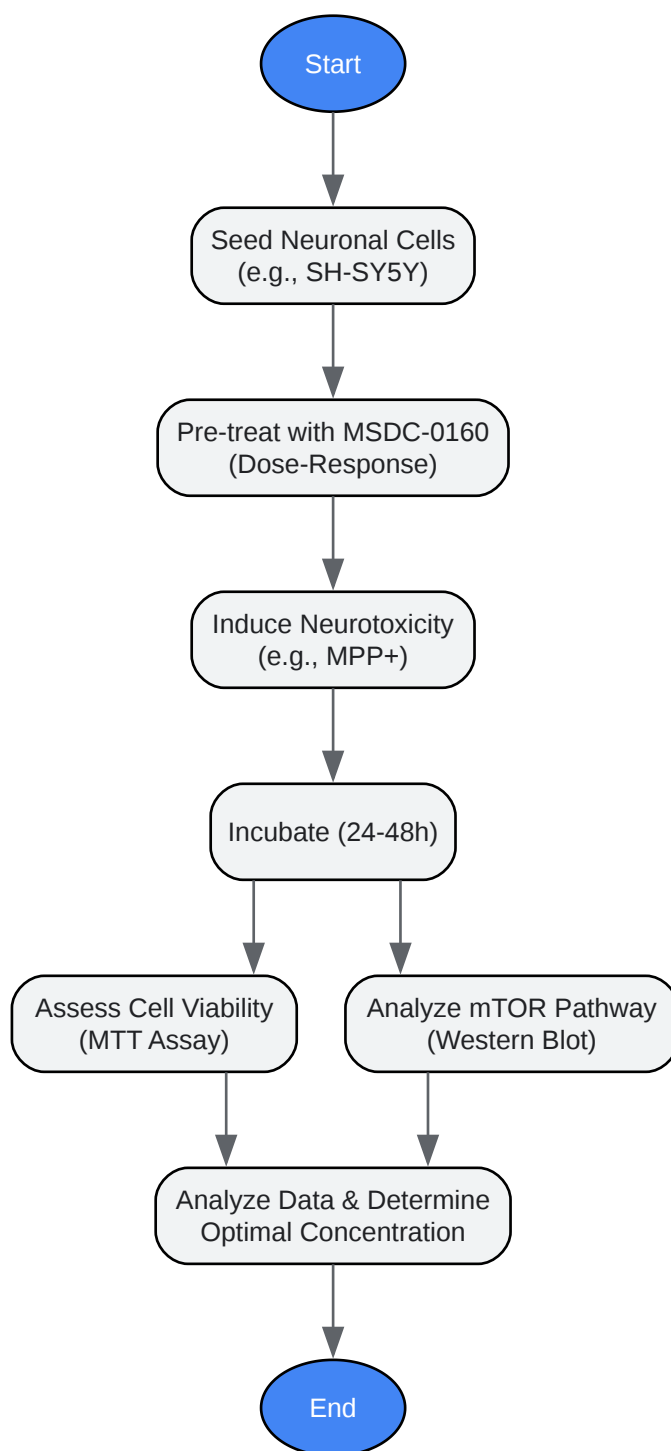 Start
Seed Neuronal Cells
(e.g., SH-SY5Y)
Pre-treat with MSDC-0160
(Dose-Response)
Induce Neurotoxicity
(e.g., MPP+)
Incubate (24-48h)
Assess Cell Viability
(MTT Assay)
Analyze mTOR Pathway
(Western Blot)
Analyze Data & Determine
Optimal Concentration
End